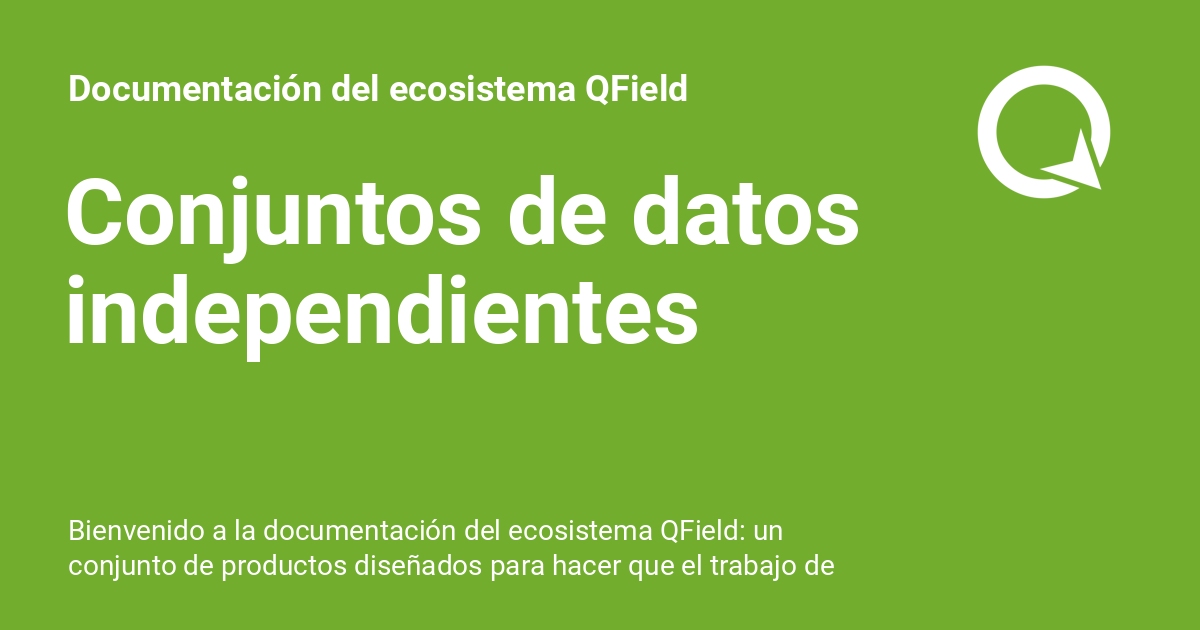 Documentación del ecosistema QField
Conjuntos de datos
independientes
Bienvenido a la documentación del ecosistema QField: un
conjunto de productos diseñados para hacer que el trabajo de